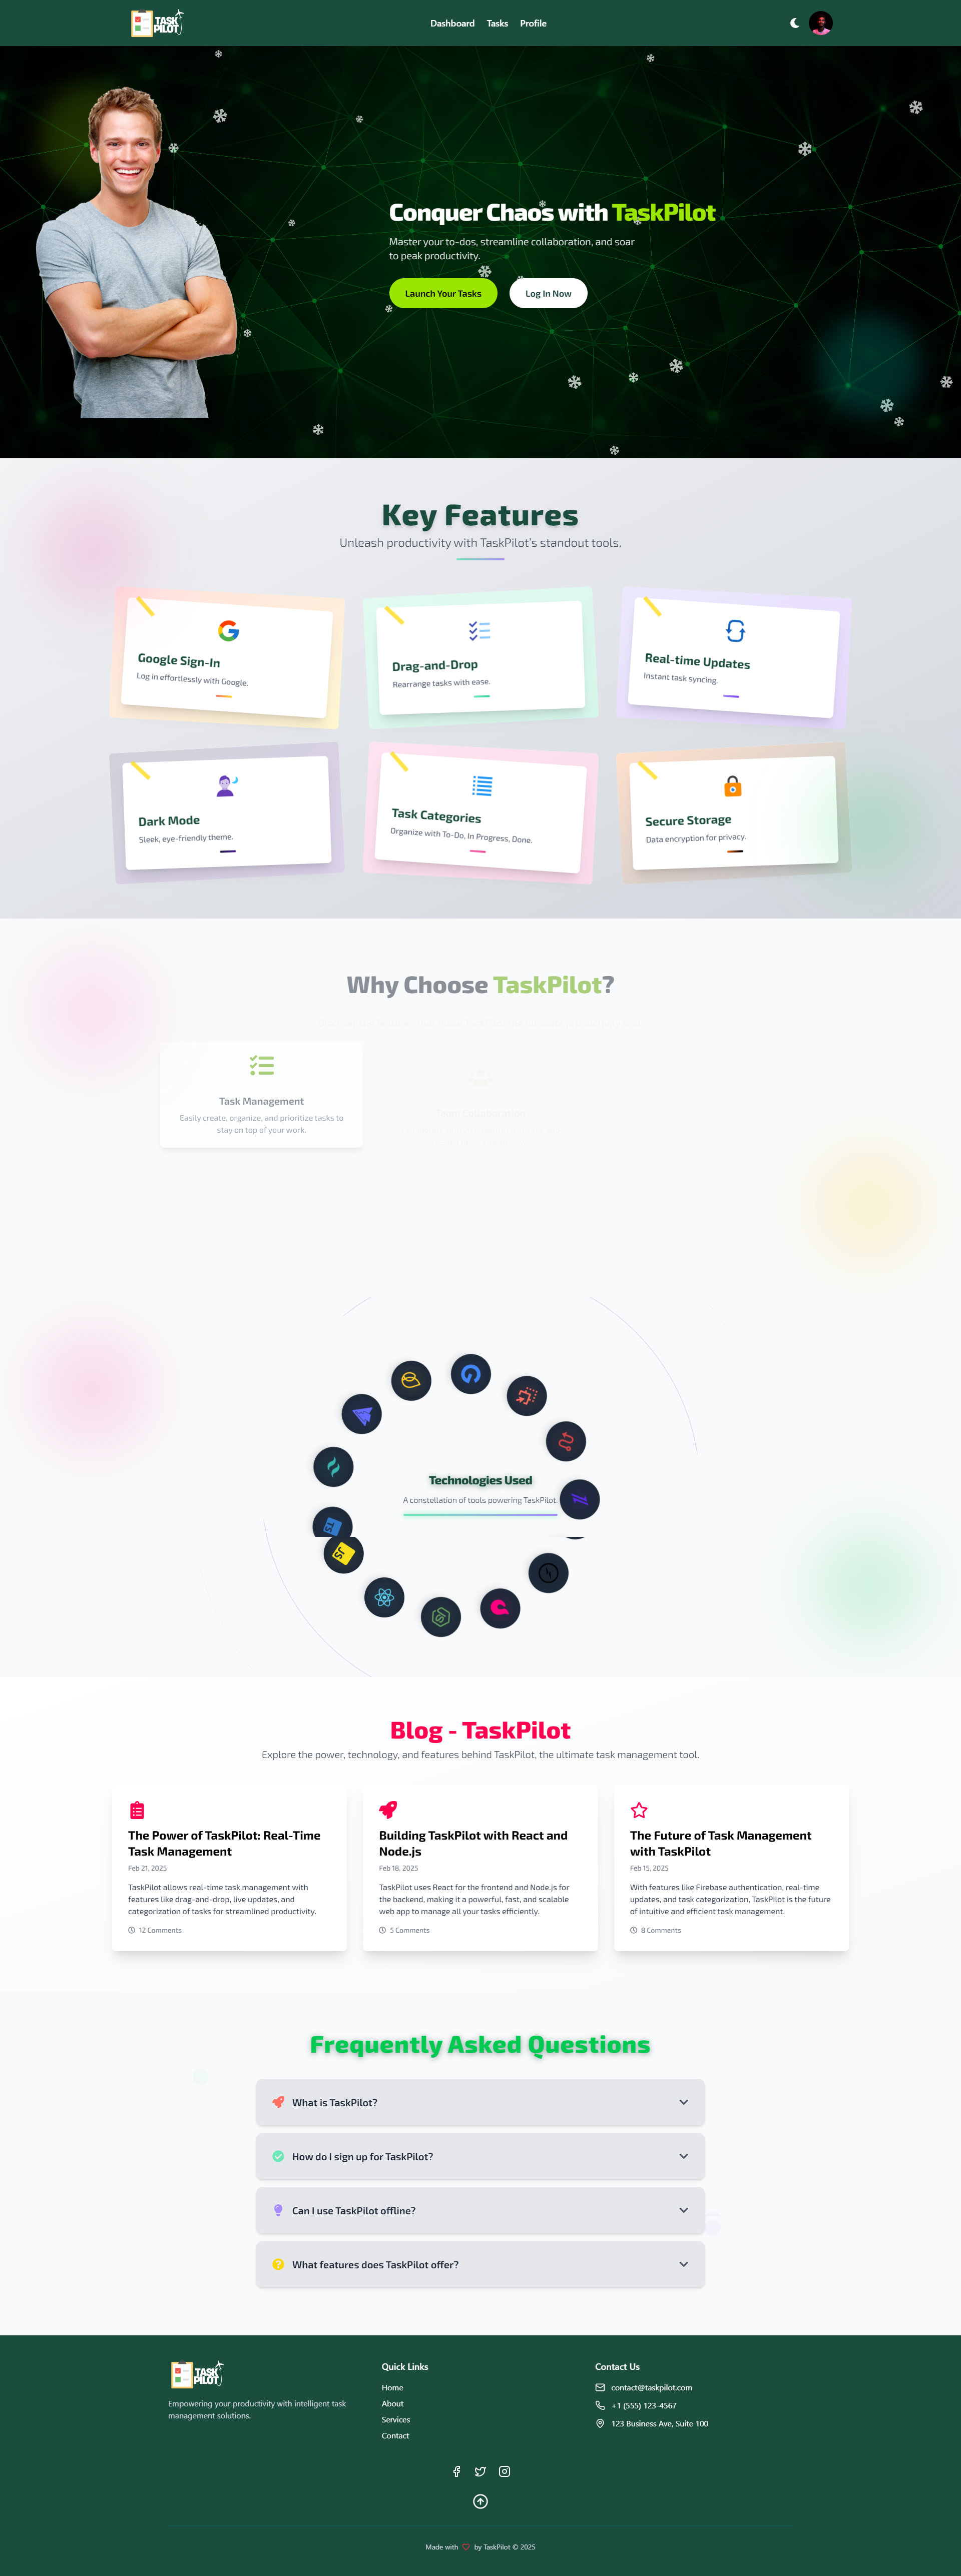 TASK
PILOT
Dashboard Tasks Profile
Conquer Chaos with TaskPilot
Master your to-dos, streamline collaboration, and soar
to peak productivity.
Launch Your Tasks Log In Now
Key Features
Unleash productivity with TaskPilot's standout tools.
Google Sign-In
Log in effortlessly with Google.
Drag-and-Drop
Rearrange tasks with ease.
Real-time Updates
Instant task syncing.
Dark Mode
Sleek, eye-friendly theme.
Task Categories
Organize with To-Do, In Progress, Done.
Secure Storage
Data encryption for privacy.
Why Choose TaskPilot?
Task Management
Easily create, organize, and prioritize tasks to
stay on top of your work.
Technologies Used
A constellation of tools powering TaskPilot.
JS
Blog - TaskPilot
Explore the power, technology, and features behind TaskPilot, the ultimate task management tool.
The Power of TaskPilot: Real-Time
Task Management
Feb 21, 2025
TaskPilot allows real-time task management with
features like drag-and-drop, live updates, and
categorization of tasks for streamlined productivity.
12 Comments
Building TaskPilot with React and
Node.js
Feb 18, 2025
TaskPilot uses React for the frontend and Node.js for
the backend, making it a powerful, fast, and scalable
web app to manage all your tasks efficiently.
5 Comments
The Future of Task Management
with TaskPilot
Feb 15, 2025
With features like Firebase authentication, real-time
updates, and task categorization, TaskPilot is the future
of intuitive and efficient task management.
8 Comments
Frequently Asked Questions
What is TaskPilot?
How do I sign up for TaskPilot?
Can I use TaskPilot offline?
What features does TaskPilot offer?
TASK
PILOT
Empowering your productivity with intelligent task
management solutions.
Quick Links
Home
About
Services
Contact
Contact Us
contact@taskpilot.com
+1 (555) 123-4567
123 Business Ave, Suite 100
Made with by TaskPilot © 2025